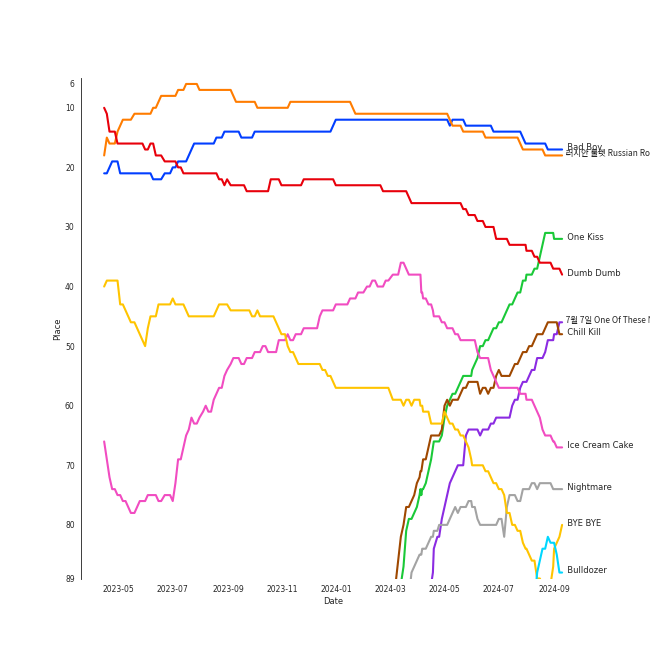 6
10
20
30
40
50
60
70
80
89
Place
2023-05
2023-07
2023-09
2023-11
2024-01
2024-03
2024-05
2024-07
2024-09
Date
Bad Boy
러시안 룰렛 Russian Ro
One Kiss
Dumb Dumb
7월 7일 One Of These N
Chill Kill
Ice Cream Cake
Nightmare
BYE BYE
Bulldozer